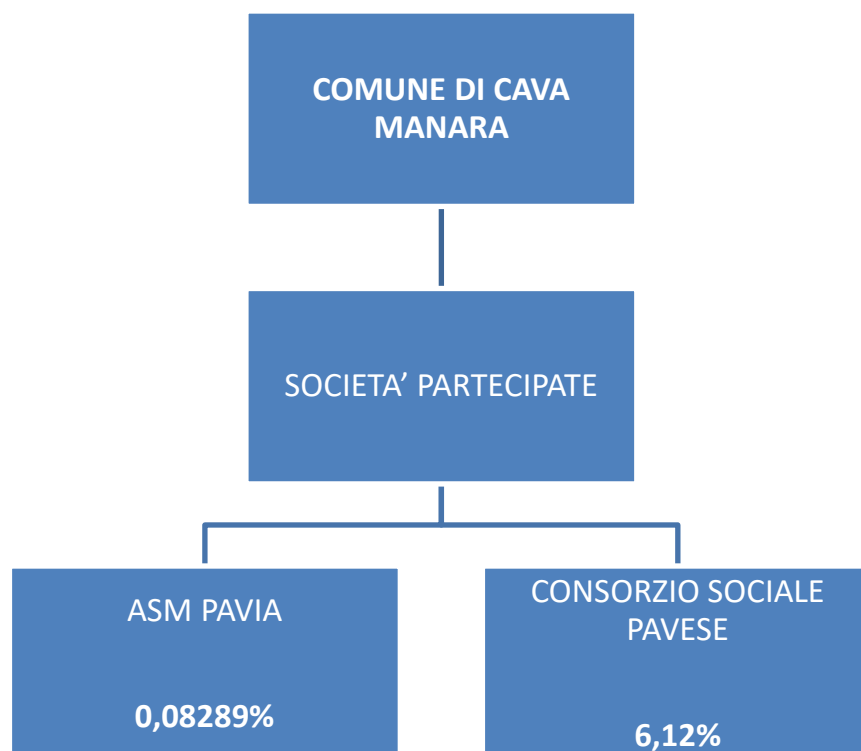 COMUNE DI CAVA
MANARA
SOCIETA’ PARTECIPATE
ASM PAVIA
0,08289%
CONSORZIO SOCIALE
PAVESE
6,12%